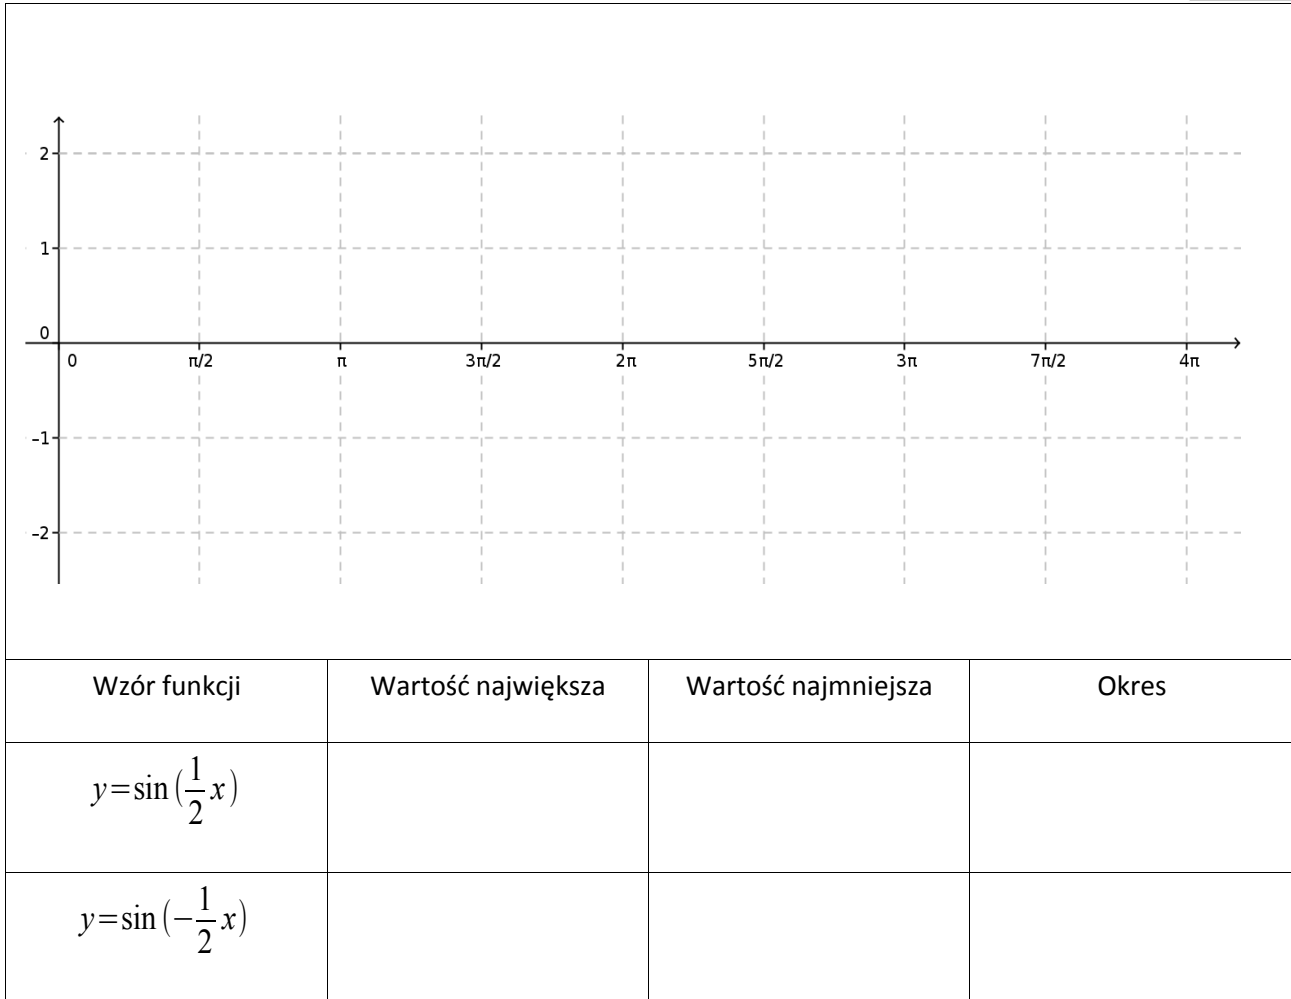 2
1
0
0 π/2 π 3π/2 2π 5π/2 3π 7π/2 4π
–1
–2
Wzór funkcji Wartość największa Wartość najmniejsza Okres
y=sin(1/2 x)
y=sin(−1/2 x)